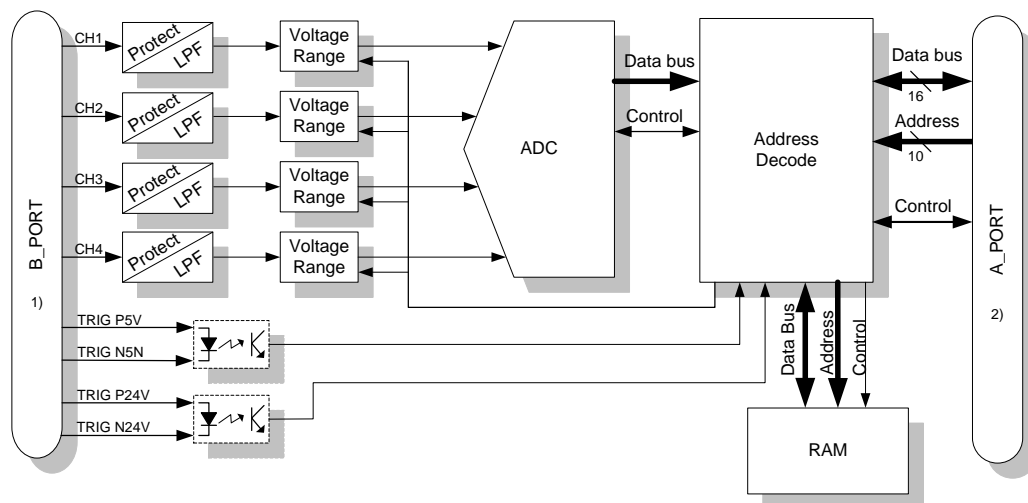 B_PORT
1)
CH1
Protect
LPF
Voltage
Range
CH2
Protect
LPF
Voltage
Range
CH3
Protect
LPF
Voltage
Range
CH4
Protect
LPF
Voltage
Range
TRIG P5V
TRIG N5N
TRIG P24V
TRIG N24V
ADC
Data bus
Control
Address
Decode
Data bus
16
Address
10
Control
A_PORT
2)
Data Bus
Address
Control
RAM